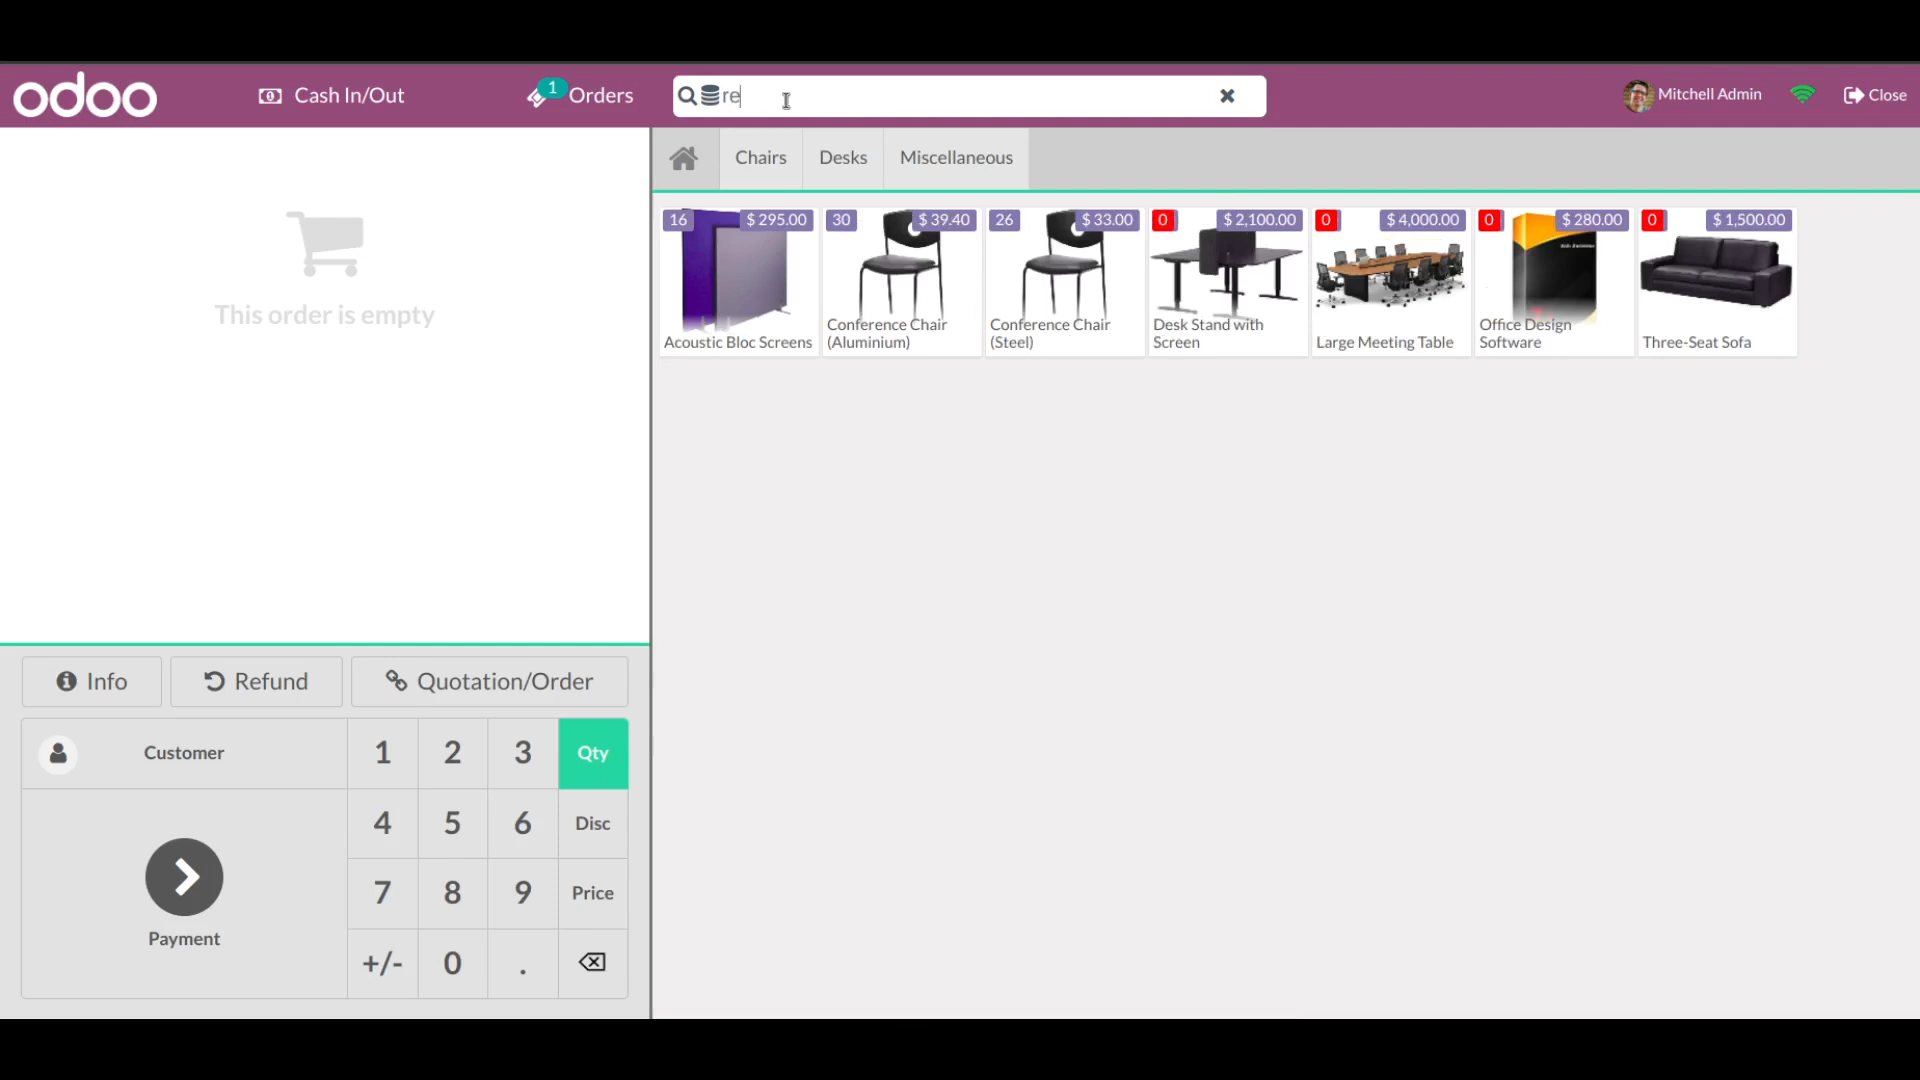 odoo
Cash In/Out
1
Orders
re
Mitchell Admin
Close
Chairs
Desks
Miscellaneous
16
$ 295.00
Acoustic Bloc Screens
30
$ 39.40
Conference Chair
(Aluminium)
26
$ 33.00
Conference Chair
(Steel)
0
$ 2,100.00
Desk Stand with
Screen
0
$ 4,000.00
Large Meeting Table
0
$ 280.00
Office Design
Software
0
$ 1,500.00
Three-Seat Sofa
This order is empty
Info
Refund
Quotation/Order
Customer
Payment
1 2 3 Qty
4 5 6 Disc
7 8 9 Price
+/- 0 .